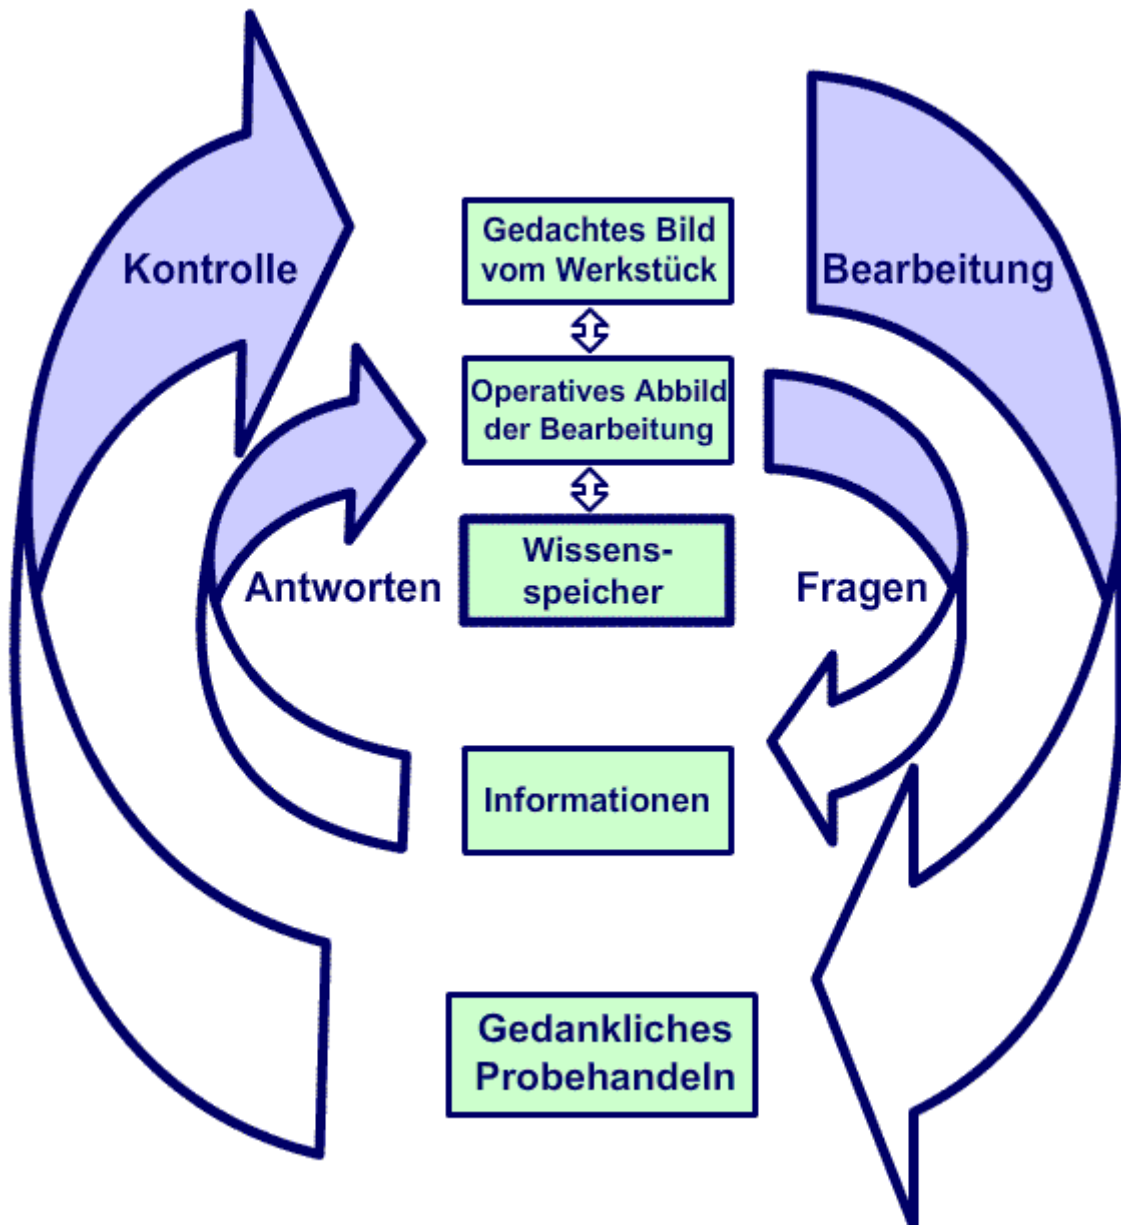 Gedachtes Bild
vom Werkstück
Kontrolle
Bearbeitung
Operatives Abbild
der Bearbeitung
Wissens-
speicher
Antworten
Fragen
Informationen
Gedankliches
Probehandeln